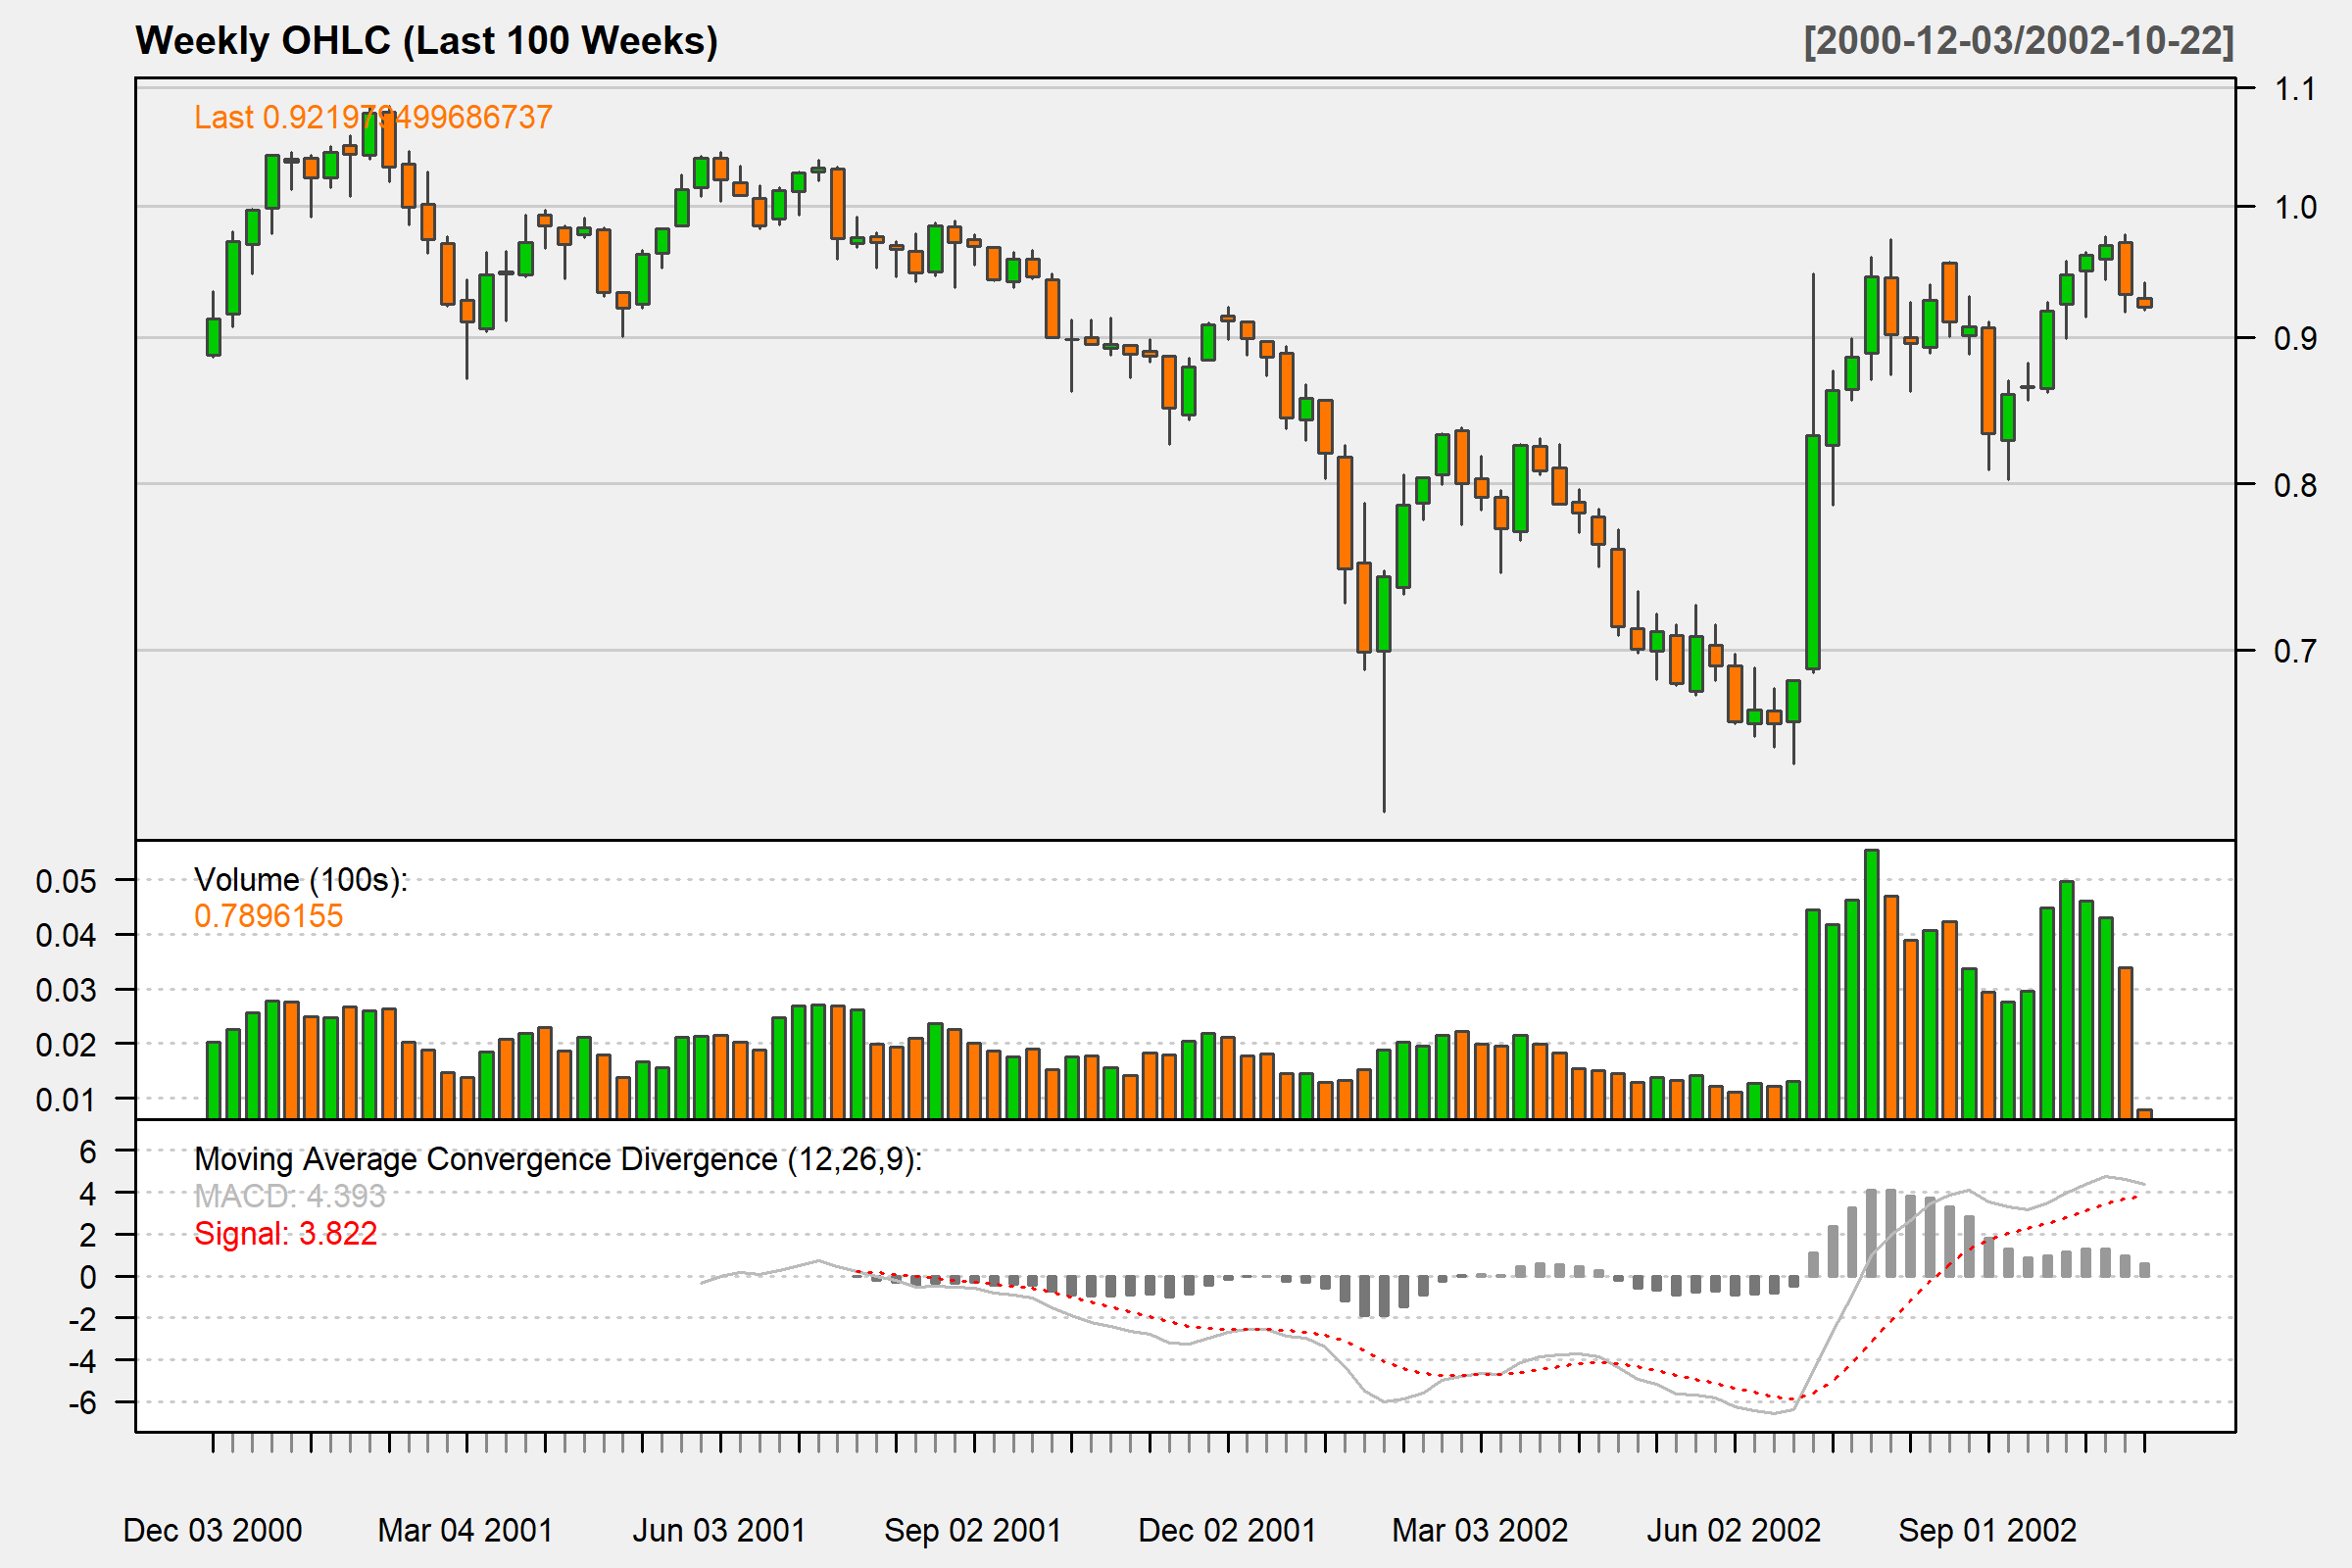 Weekly OHLC (Last 100 Weeks)
[2000-12-03/2002-10-22]
Last 0.921979499686737
1.1
1.0
0.9
0.8
0.7
Volume (100s):
0.7896155
0.05
0.04
0.03
0.02
0.01
Moving Average Convergence Divergence (12,26,9):
MACD: 4.393
Signal: 3.822
6
4
2
0
-2
-4
-6
Dec 03 2000
Mar 04 2001
Jun 03 2001
Sep 02 2001
Dec 02 2001
Mar 03 2002
Jun 02 2002
Sep 01 2002